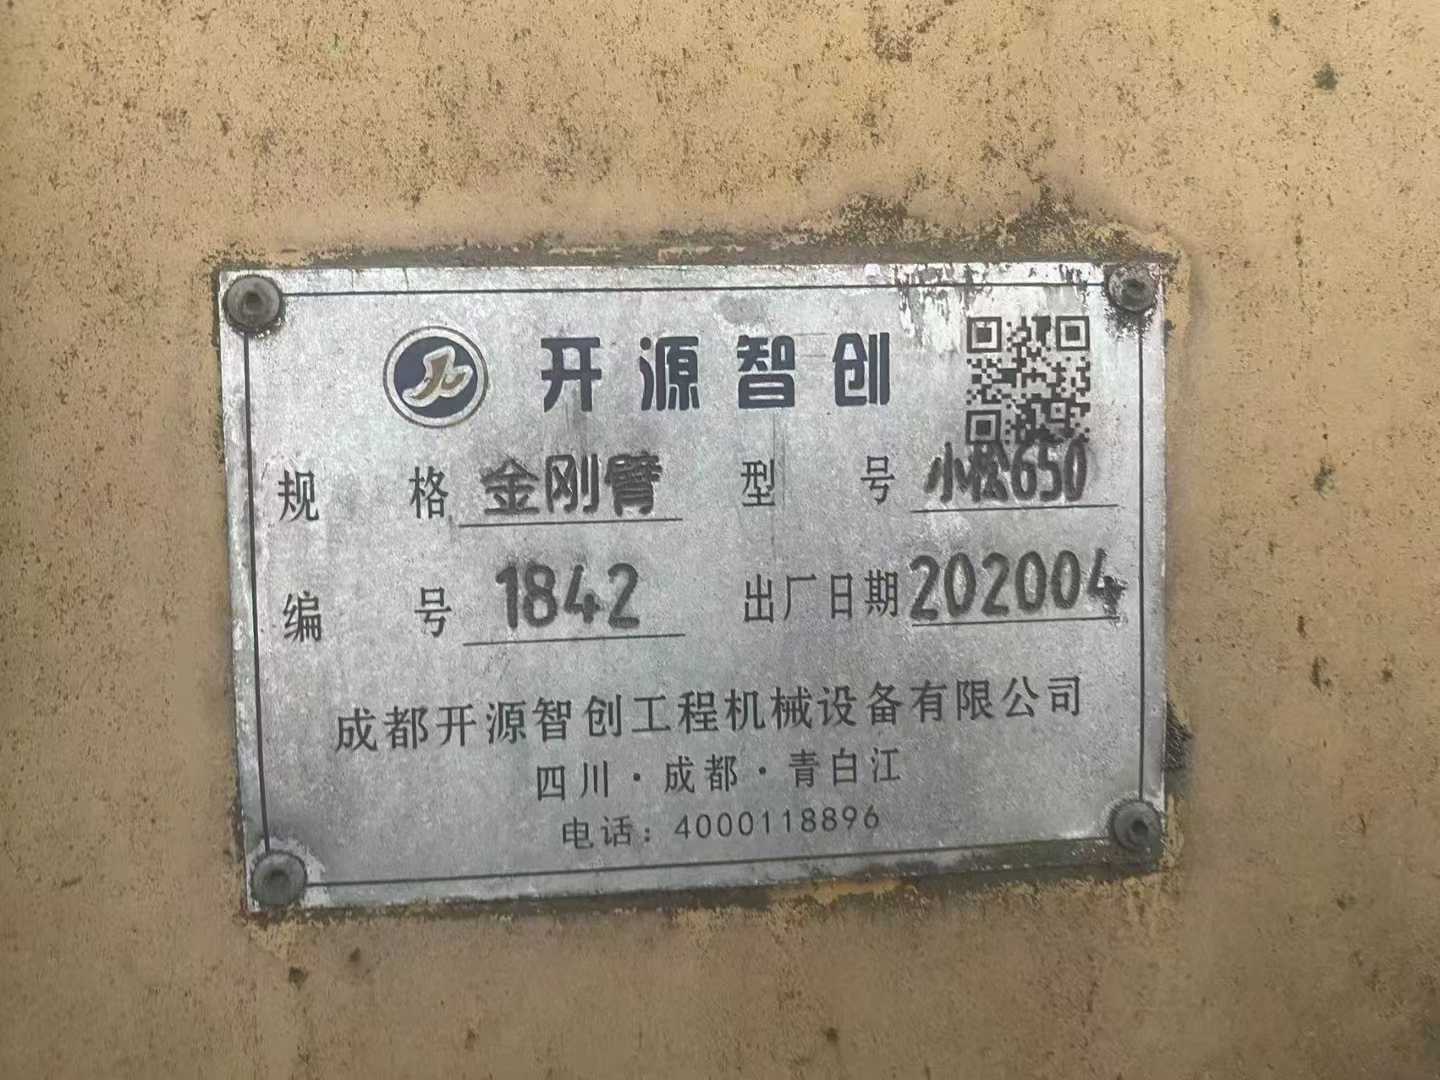 开源智创
规格 金刚臂 型号 小松650
编号 1842 出厂日期 202004
成都开源智创工程机械设备有限公司
四川·成都·青白江
电话：4000118896